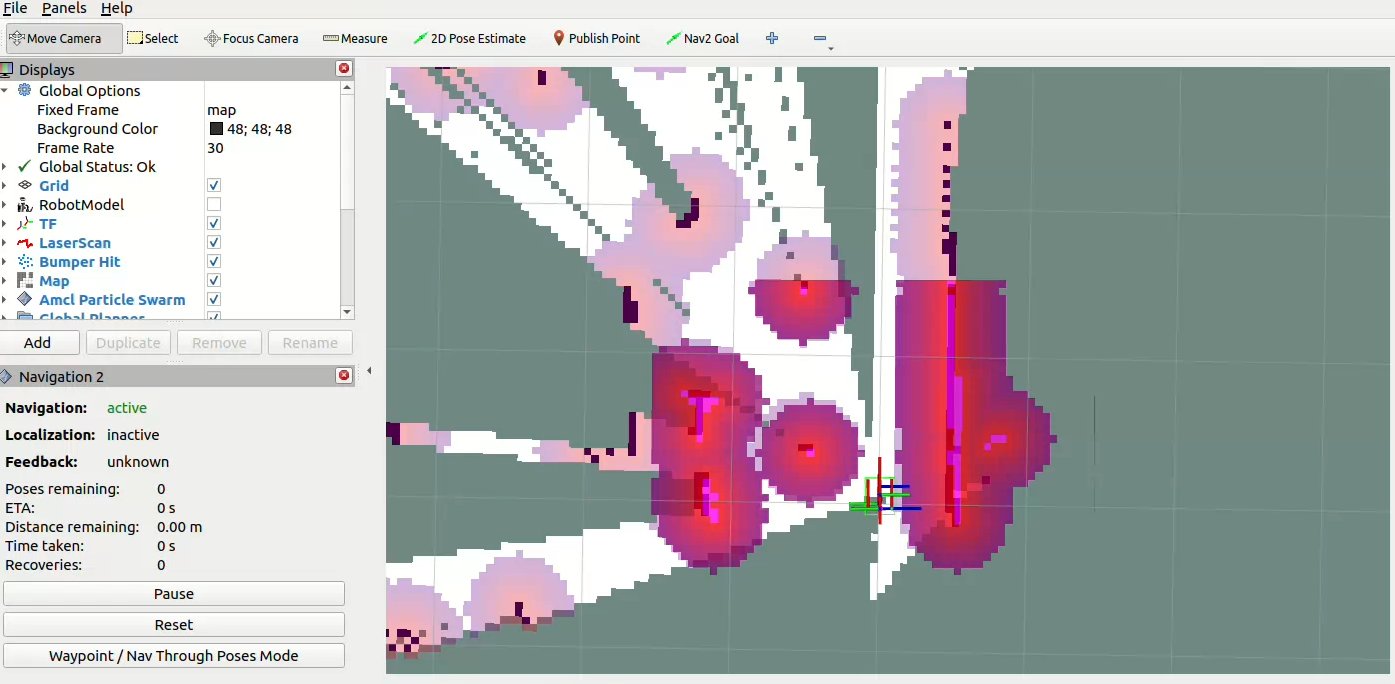 File Panels Help
Move Camera Select Focus Camera Measure 2D Pose Estimate Publish Point Nav2 Goal
Displays
Global Options
Fixed Frame map
Background Color 48; 48; 48
Frame Rate 30
Global Status: Ok
Grid
RobotModel
TF
LaserScan
Bumper Hit
Map
Amcl Particle Swarm
Global Planner
Add Duplicate Remove Rename
Navigation 2
Navigation: active
Localization: inactive
Feedback: unknown
Poses remaining: 0
ETA: 0 s
Distance remaining: 0.00 m
Time taken: 0 s
Recoveries: 0
Pause
Reset
Waypoint / Nav Through Poses Mode